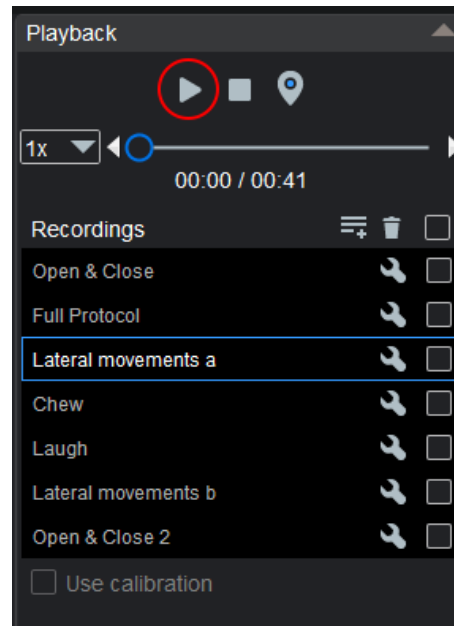 Playback
1x
00:00 / 00:41
Recordings
Open & Close
Full Protocol
Lateral movements a
Chew
Laugh
Lateral movements b
Open & Close 2
Use calibration